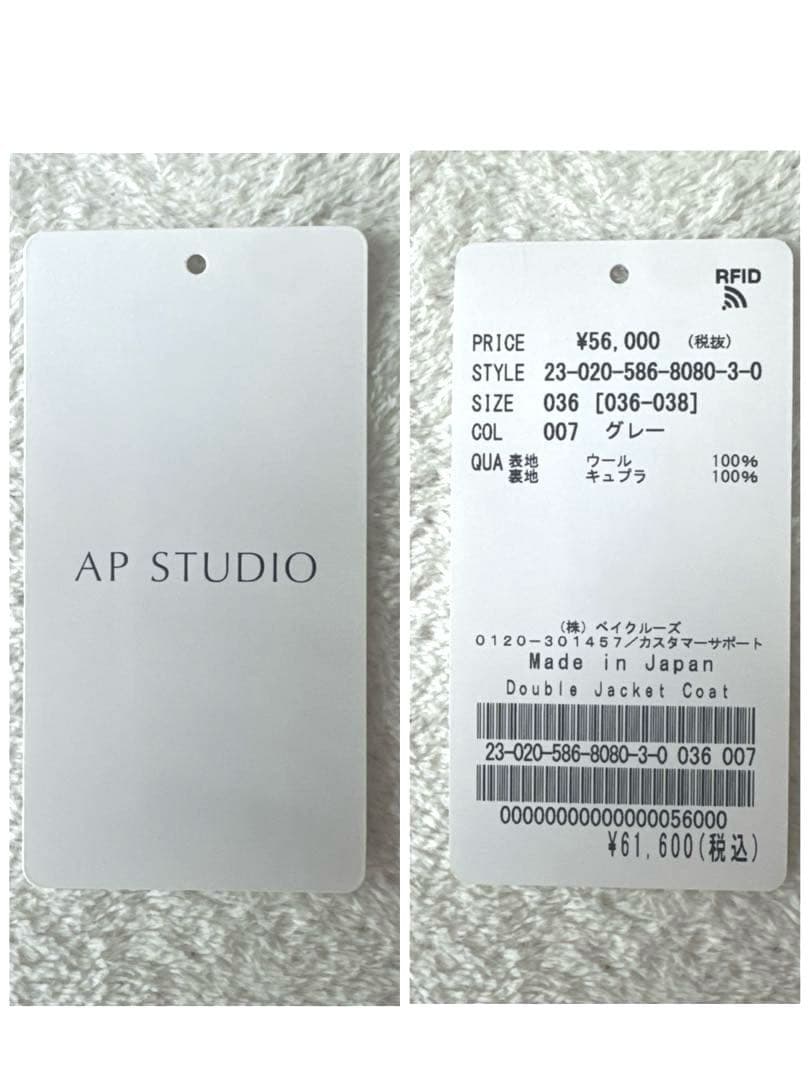 AP STUDIO
RFID
PRICE ¥56,000 (税抜)
STYLE 23-020-586-8080-3-0
SIZE 036 [036-038]
COL 007 グレー
QUA 表地 ウール 100%
裏地 キュプラ 100%
(株) ベイクルーズ
0120-301457/カスタマーサポート
Made in Japan
Double Jacket Coat
23-020-586-8080-3-0 036 007
00000000000000056000
¥61,600(税込)